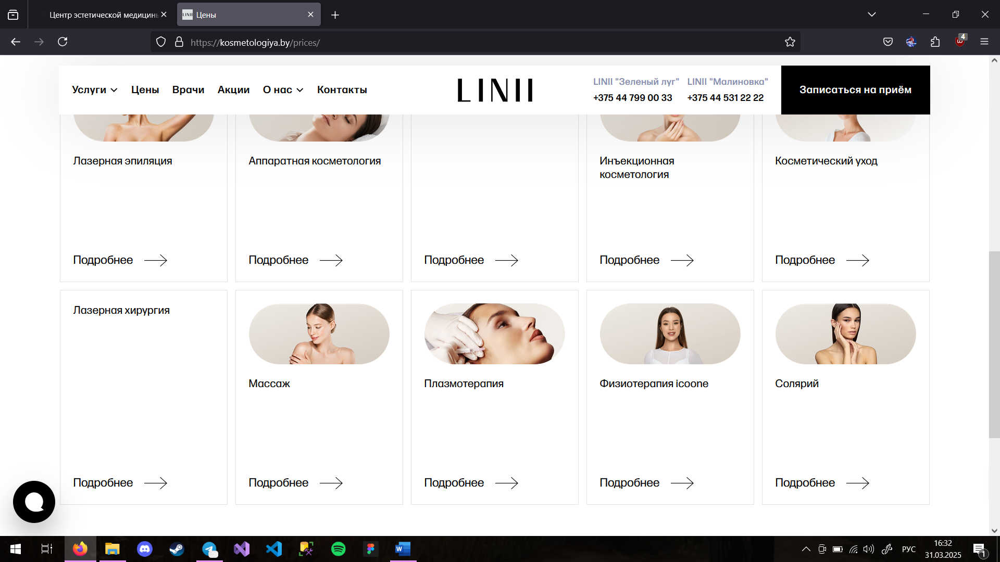 Центр эстетической медицины
LINII Цены
https://kosmetologiya.by/prices/
4
Услуги Цены Врачи Акции О нас Контакты
LINII
LINII "Зеленый луг" LINII "Малиновка"
+375 44 799 00 33 +375 44 531 22 22
Записаться на приём
Лазерная эпиляция
Аппаратная косметология
Инъекционная
косметология
Косметический уход
Подробнее Подробнее Подробнее Подробнее Подробнее
Лазерная хирургия
Массаж
Плазмотерапия
Физиотерапия icoone
Солярий
Подробнее Подробнее Подробнее Подробнее Подробнее
РУС
16:32
31.03.2025
1